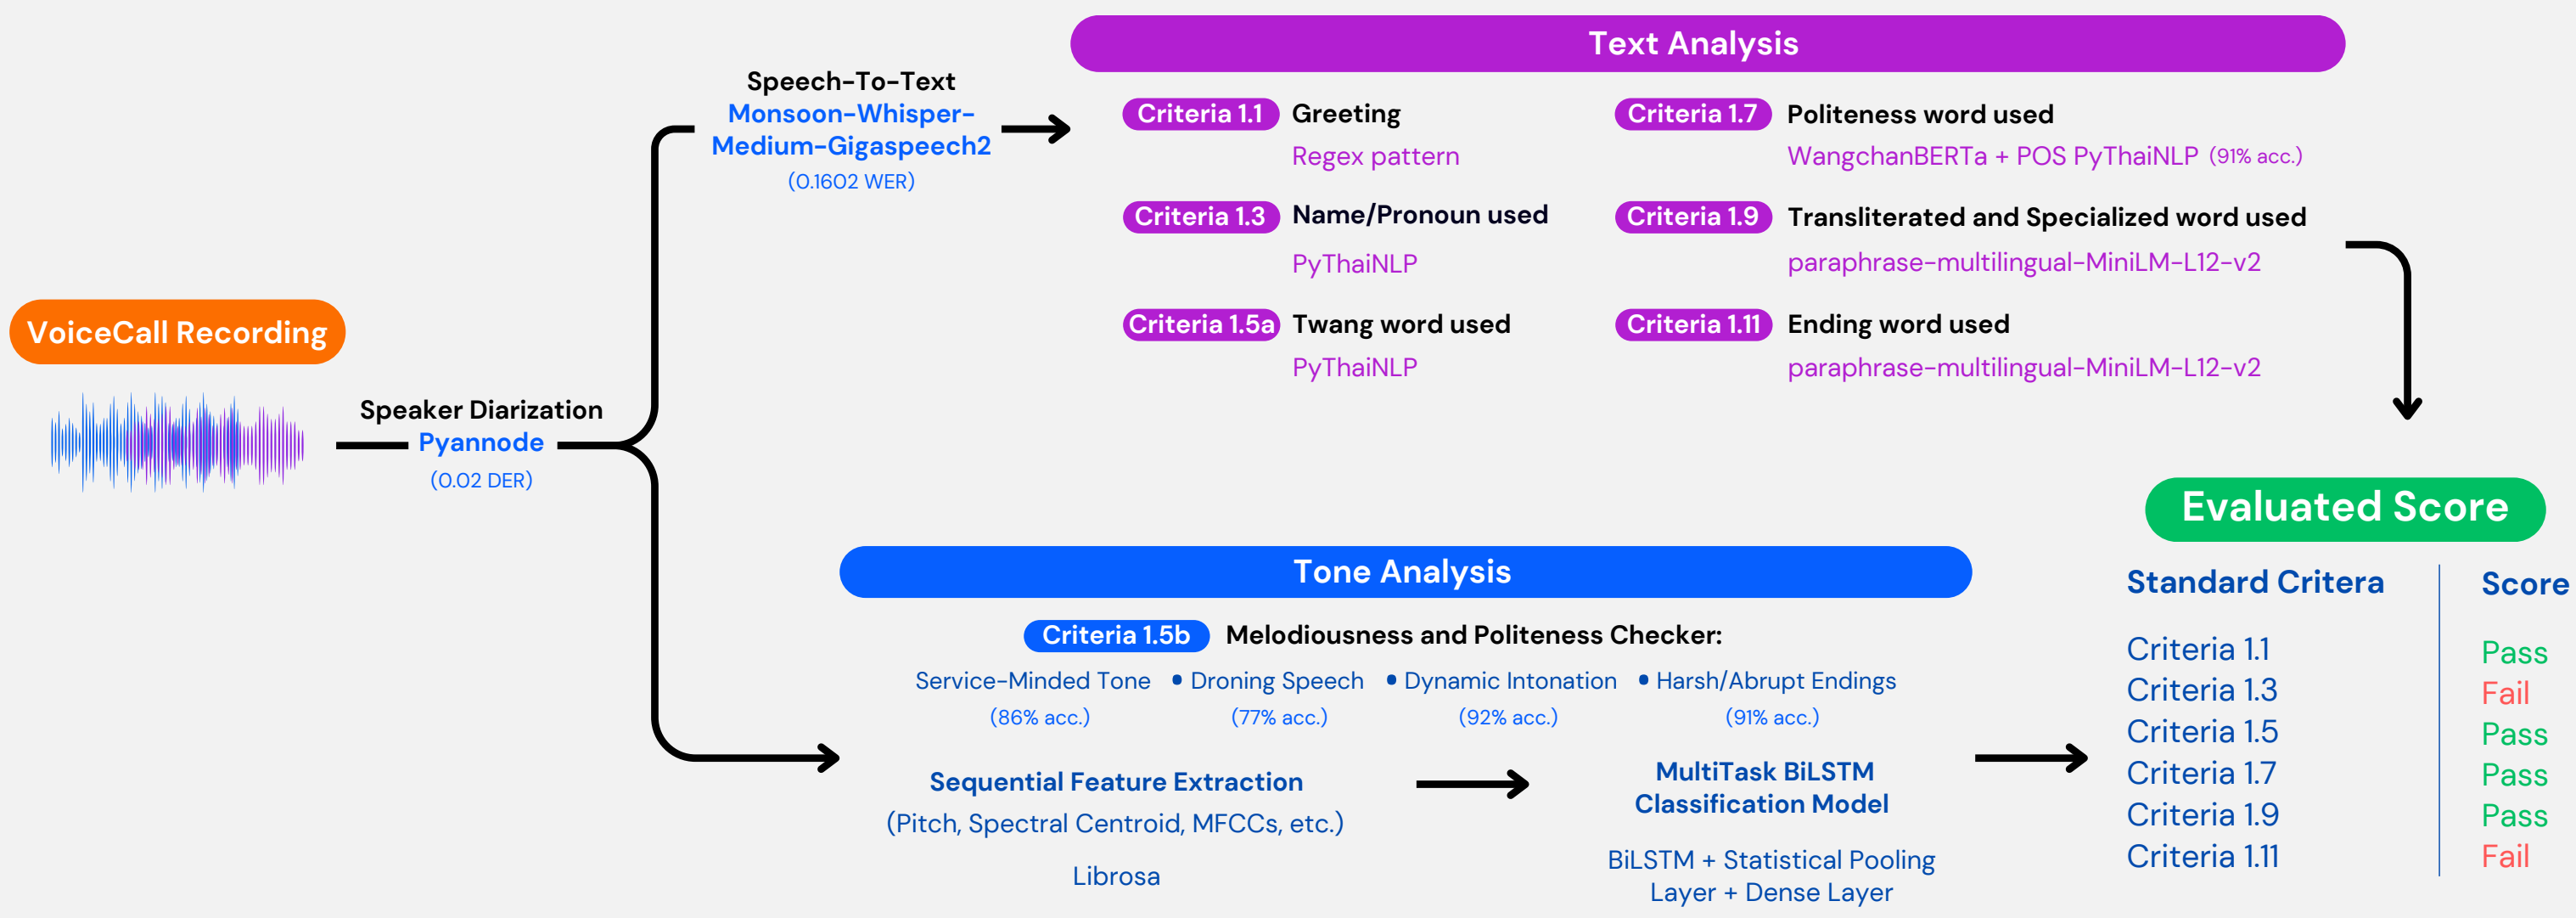 VoiceCall Recording
Speaker Diarization
Pyannode
(0.02 DER)
Speech-To-Text
Monsoon-Whisper-
Medium-Gigaspeech2
(0.1602 WER)
Text Analysis
Criteria 1.1 Greeting
Regex pattern
Criteria 1.3 Name/Pronoun used
PyThaiNLP
Criteria 1.5a Twang word used
PyThaiNLP
Criteria 1.7 Politeness word used
WangchanBERTa + POS PyThaiNLP (91% acc.)
Criteria 1.9 Transliterated and Specialized word used
paraphrase-multilingual-MiniLM-L12-v2
Criteria 1.11 Ending word used
paraphrase-multilingual-MiniLM-L12-v2
Tone Analysis
Criteria 1.5b Melodiousness and Politeness Checker:
Service-Minded Tone • Droning Speech • Dynamic Intonation • Harsh/Abrupt Endings
(86% acc.) (77% acc.) (92% acc.) (91% acc.)
Sequential Feature Extraction
(Pitch, Spectral Centroid, MFCCs, etc.)
Librosa
MultiTask BiLSTM
Classification Model
BiLSTM + Statistical Pooling
Layer + Dense Layer
Evaluated Score
Standard Critera Score
Criteria 1.1 Pass
Criteria 1.3 Fail
Criteria 1.5 Pass
Criteria 1.7 Pass
Criteria 1.9 Pass
Criteria 1.11 Fail